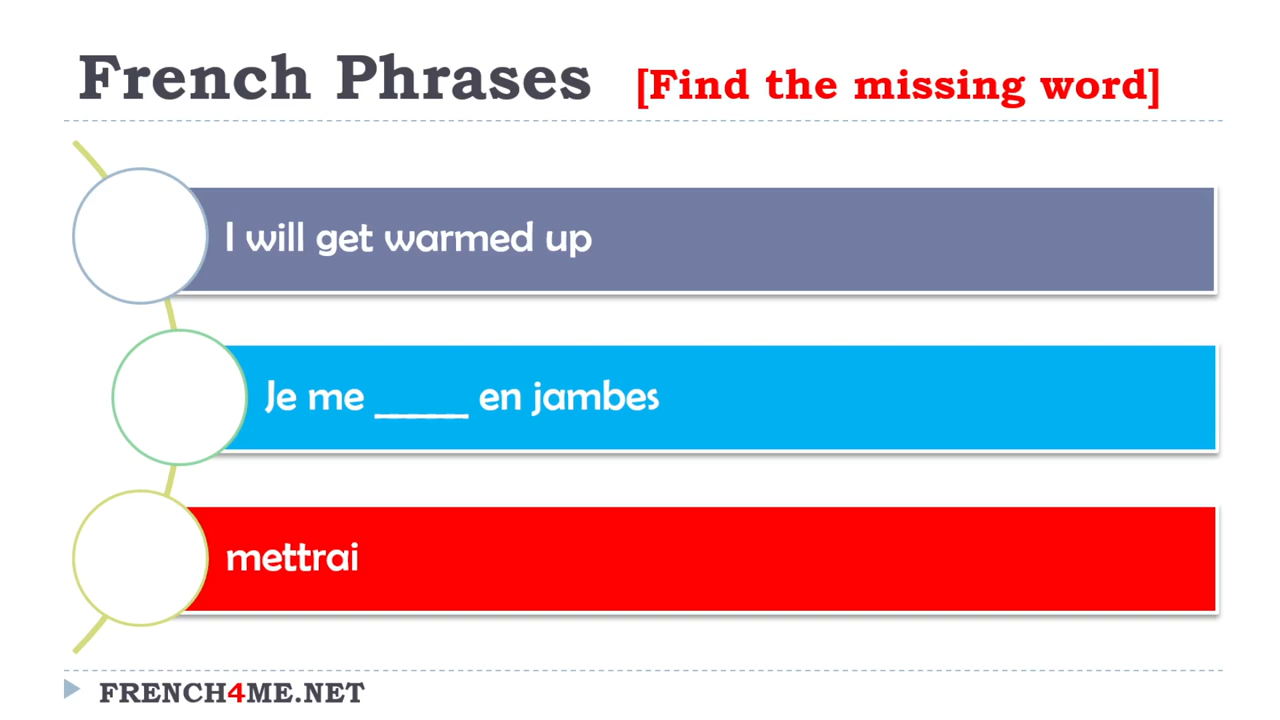 French Phrases [Find the missing word]
I will get warmed up
Je me _____ en jambes
mettrai
FRENCH4ME.NET